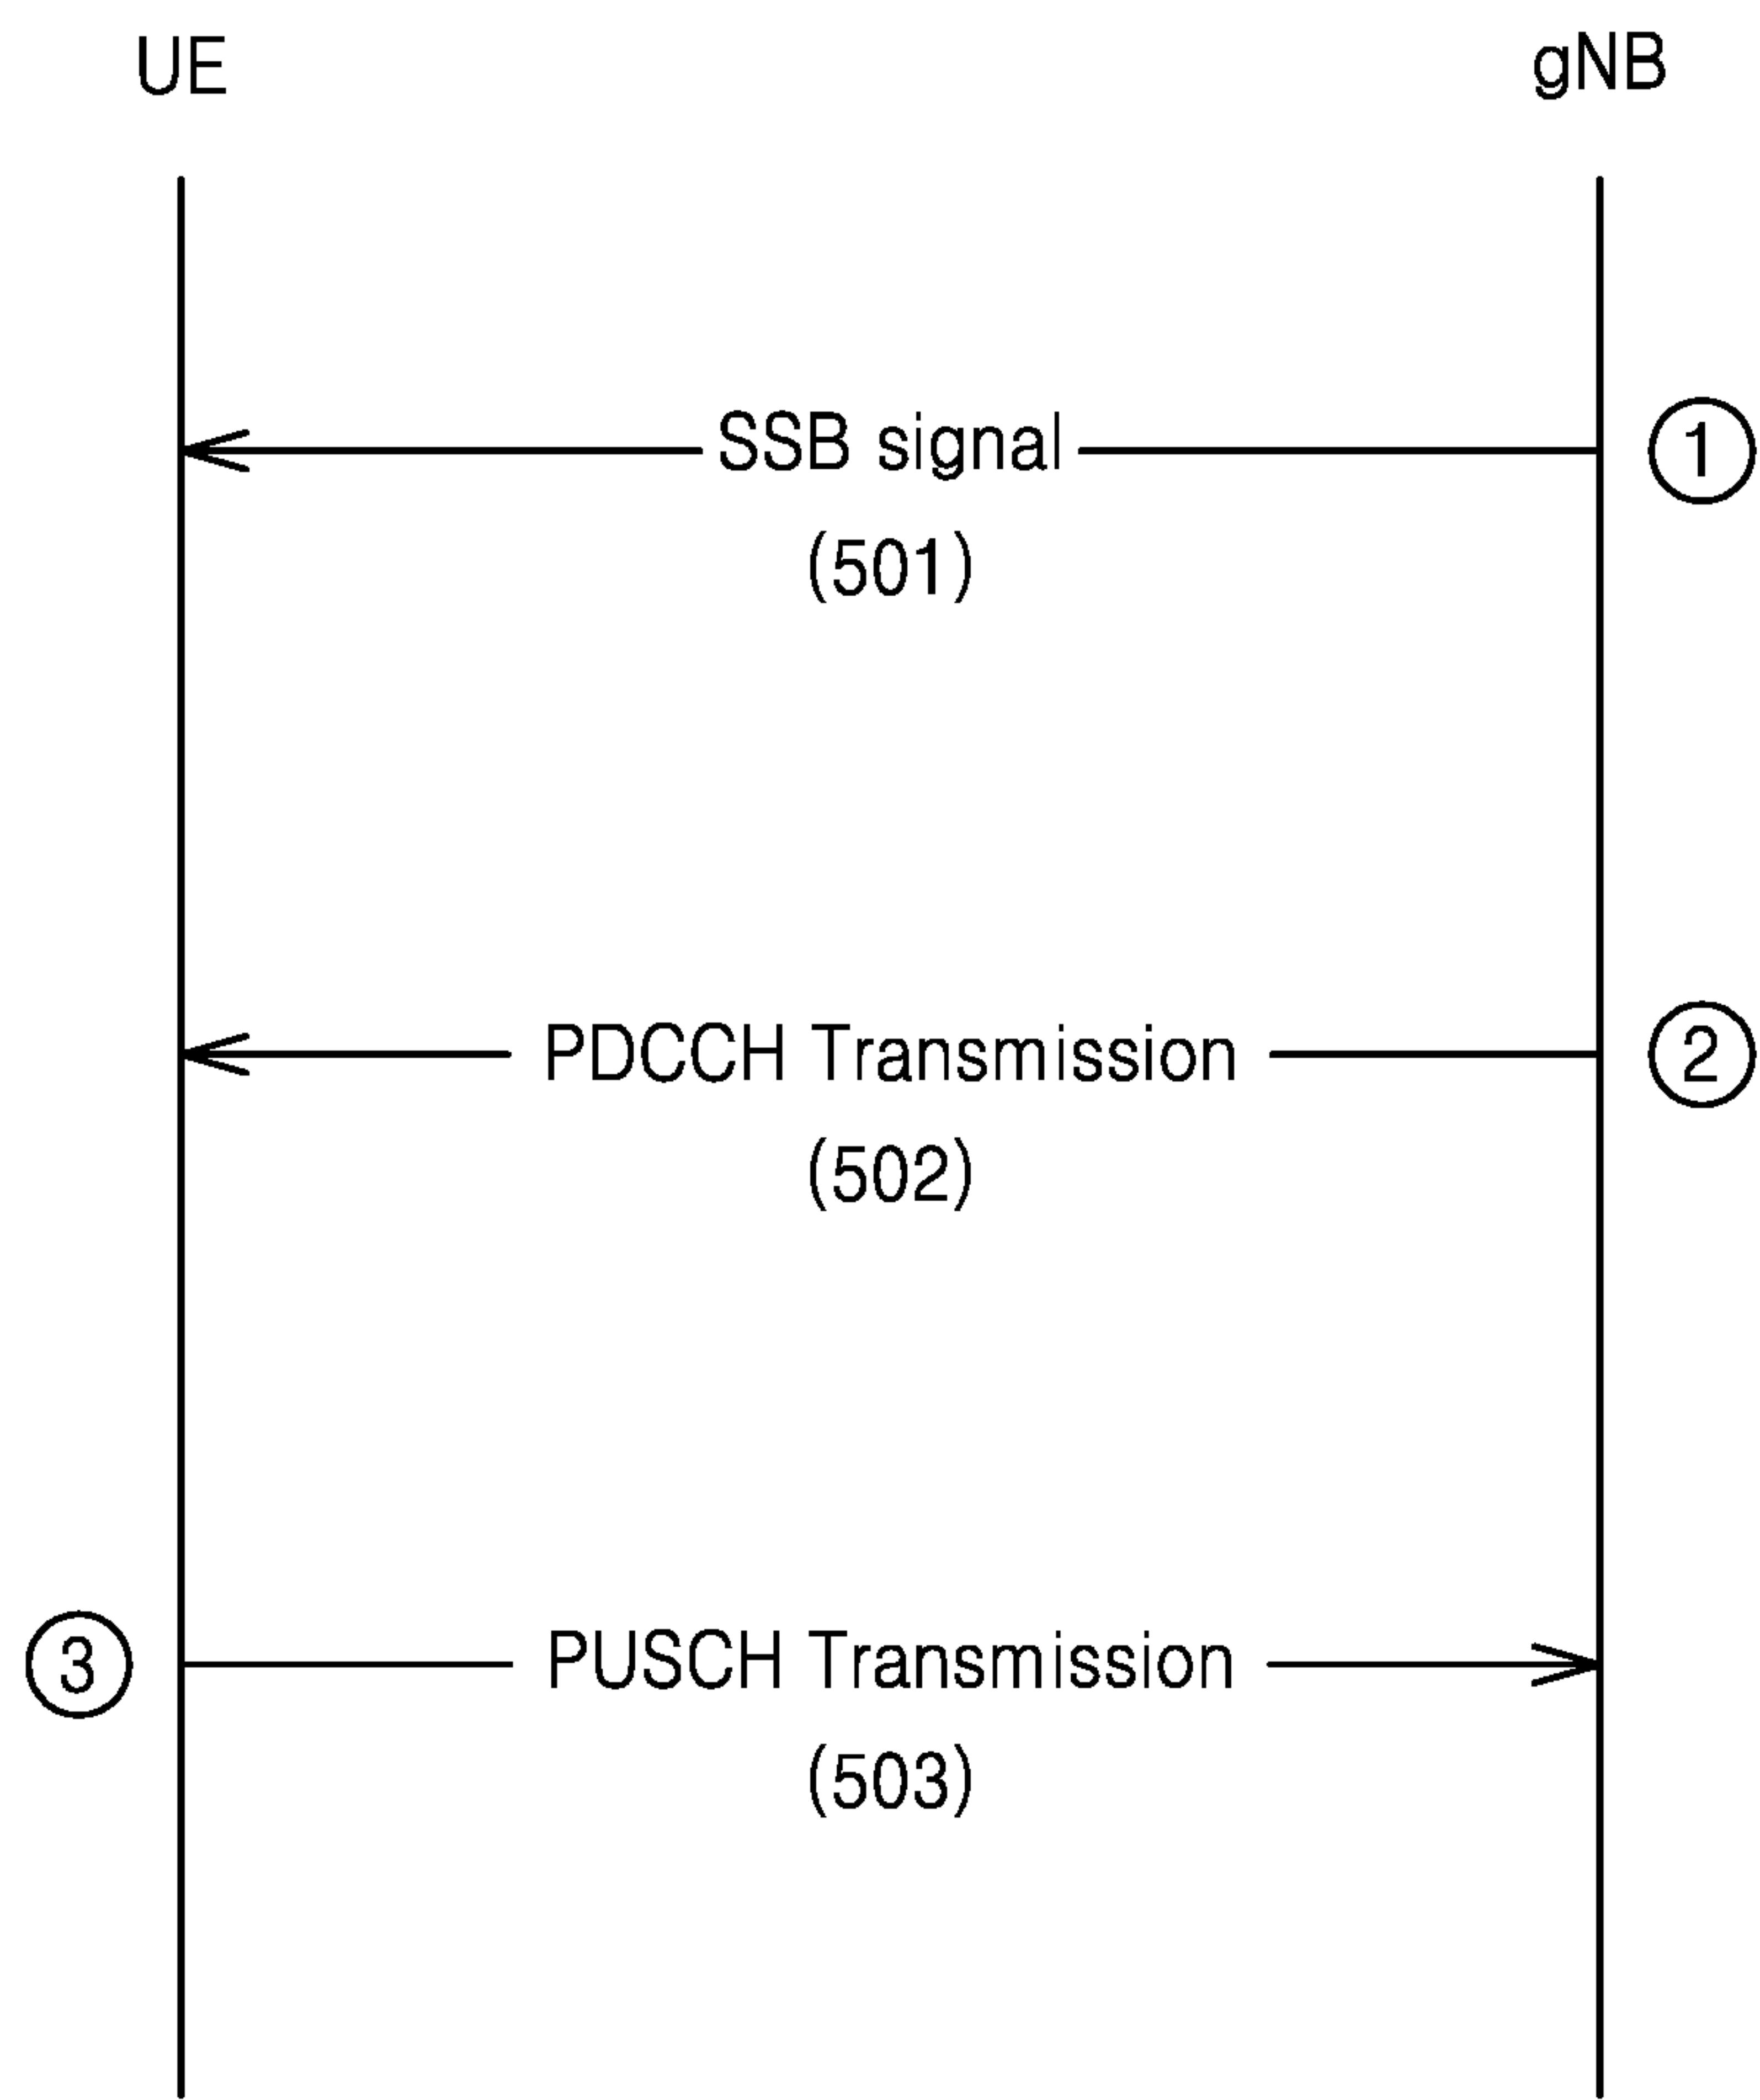 UE
gNB
SSB signal
①
(501)
PDCCH Transmission
②
(502)
③
PUSCH Transmission
(503)